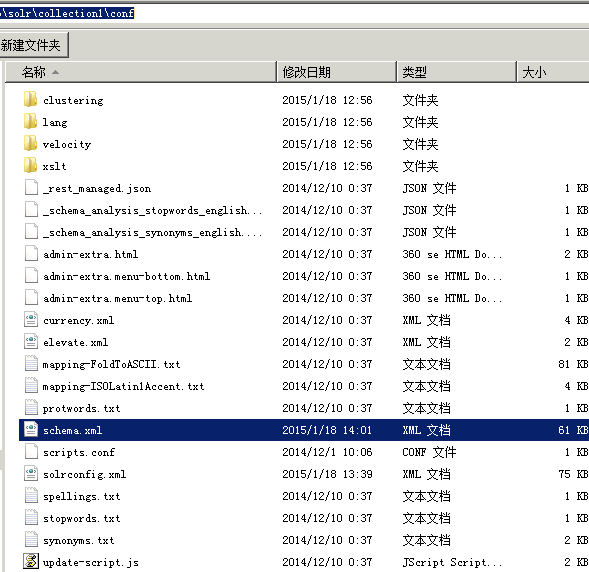 \solr\collection1\conf
新建文件夹
名称 修改日期 类型 大小
clustering 2015/1/18 12:56 文件夹
lang 2015/1/18 12:56 文件夹
velocity 2015/1/18 12:56 文件夹
xslt 2015/1/18 12:56 文件夹
_rest_managed.json 2014/12/10 0:37 JSON 文件 1 KB
_schema_analysis_stopwords_english... 2014/12/10 0:37 JSON 文件 1 KB
_schema_analysis_synonyms_english.... 2014/12/10 0:37 JSON 文件 1 KB
admin-extra.html 2014/12/10 0:37 360 se HTML Do... 2 KB
admin-extra.menu-bottom.html 2014/12/10 0:37 360 se HTML Do... 1 KB
admin-extra.menu-top.html 2014/12/10 0:37 360 se HTML Do... 1 KB
currency.xml 2014/12/10 0:37 XML 文档 4 KB
elevate.xml 2014/12/10 0:37 XML 文档 2 KB
mapping-FoldToASCII.txt 2014/12/10 0:37 文本文档 81 KB
mapping-ISOLatin1Accent.txt 2014/12/10 0:37 文本文档 4 KB
protwords.txt 2014/12/10 0:37 文本文档 1 KB
schema.xml 2015/1/18 14:01 XML 文档 61 KB
scripts.conf 2014/12/1 10:06 CONF 文件 1 KB
solrconfig.xml 2015/1/18 13:39 XML 文档 75 KB
spellings.txt 2014/12/10 0:37 文本文档 1 KB
stopwords.txt 2014/12/10 0:37 文本文档 1 KB
synonyms.txt 2014/12/10 0:37 文本文档 2 KB
update-script.js 2014/12/10 0:37 JScript Script... 2 KB